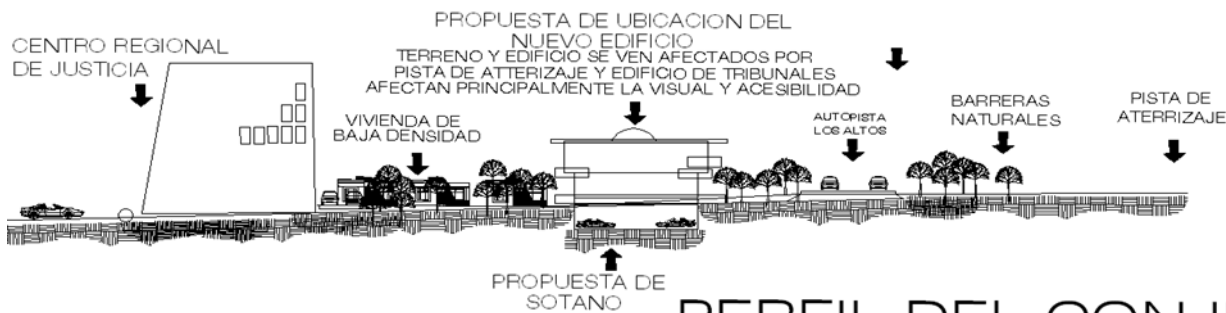 PROPUESTA DE UBICACION DEL
NUEVO EDIFICIO
TERRENO Y EDIFICIO SE VEN AFECTADOS POR
PISTA DE ATTERIZAJE Y EDIFICIO DE TRIBUNALES
AFECTAN PRINCIPALMENTE LA VISUAL Y ACESIBILIDAD
CENTRO REGIONAL
DE JUSTICIA
VIVIENDA DE
BAJA DENSIDAD
AUTOPISTA
LOS ALTOS
BARRERAS
NATURALES
PISTA DE
ATERRIZAJE
PROPUESTA DE
SOTANO
PERFIL DEL